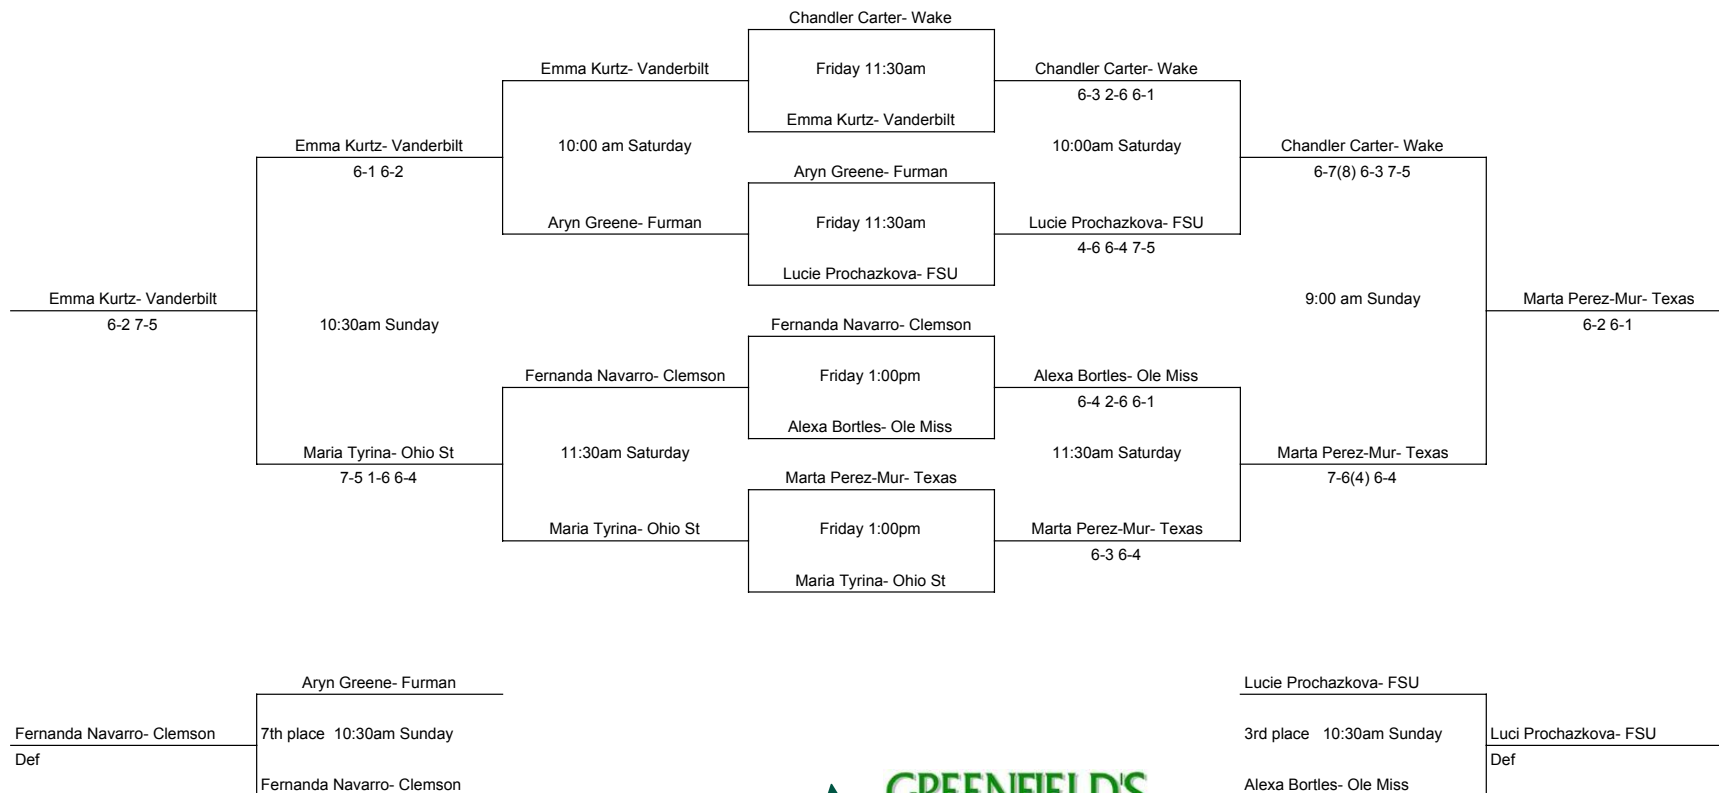 Chandler Carter- Wake
Emma Kurtz- Vanderbilt Friday 11:30am Chandler Carter- Wake
6-3 2-6 6-1
Emma Kurtz- Vanderbilt
Emma Kurtz- Vanderbilt 10:00 am Saturday 10:00am Saturday Chandler Carter- Wake
6-1 6-2 Aryn Greene- Furman 6-7(8) 6-3 7-5
Aryn Greene- Furman Friday 11:30am Lucie Prochazkova- FSU
4-6 6-4 7-5
Lucie Prochazkova- FSU
Emma Kurtz- Vanderbilt 9:00 am Sunday Marta Perez-Mur- Texas
6-2 7-5 10:30am Sunday Fernanda Navarro- Clemson 6-2 6-1
Fernanda Navarro- Clemson Friday 1:00pm Alexa Bortles- Ole Miss
6-4 2-6 6-1
Alexa Bortles- Ole Miss
Maria Tyrina- Ohio St 11:30am Saturday 11:30am Saturday Marta Perez-Mur- Texas
7-5 1-6 6-4 Marta Perez-Mur- Texas 7-6(4) 6-4
Maria Tyrina- Ohio St Friday 1:00pm Marta Perez-Mur- Texas
6-3 6-4
Maria Tyrina- Ohio St
Aryn Greene- Furman Lucie Prochazkova- FSU
Fernanda Navarro- Clemson 7th place 10:30am Sunday 3rd place 10:30am Sunday Luci Prochazkova- FSU
Def Def
Fernanda Navarro- Clemson GREENFIELD'S Alexa Bortles- Ole Miss